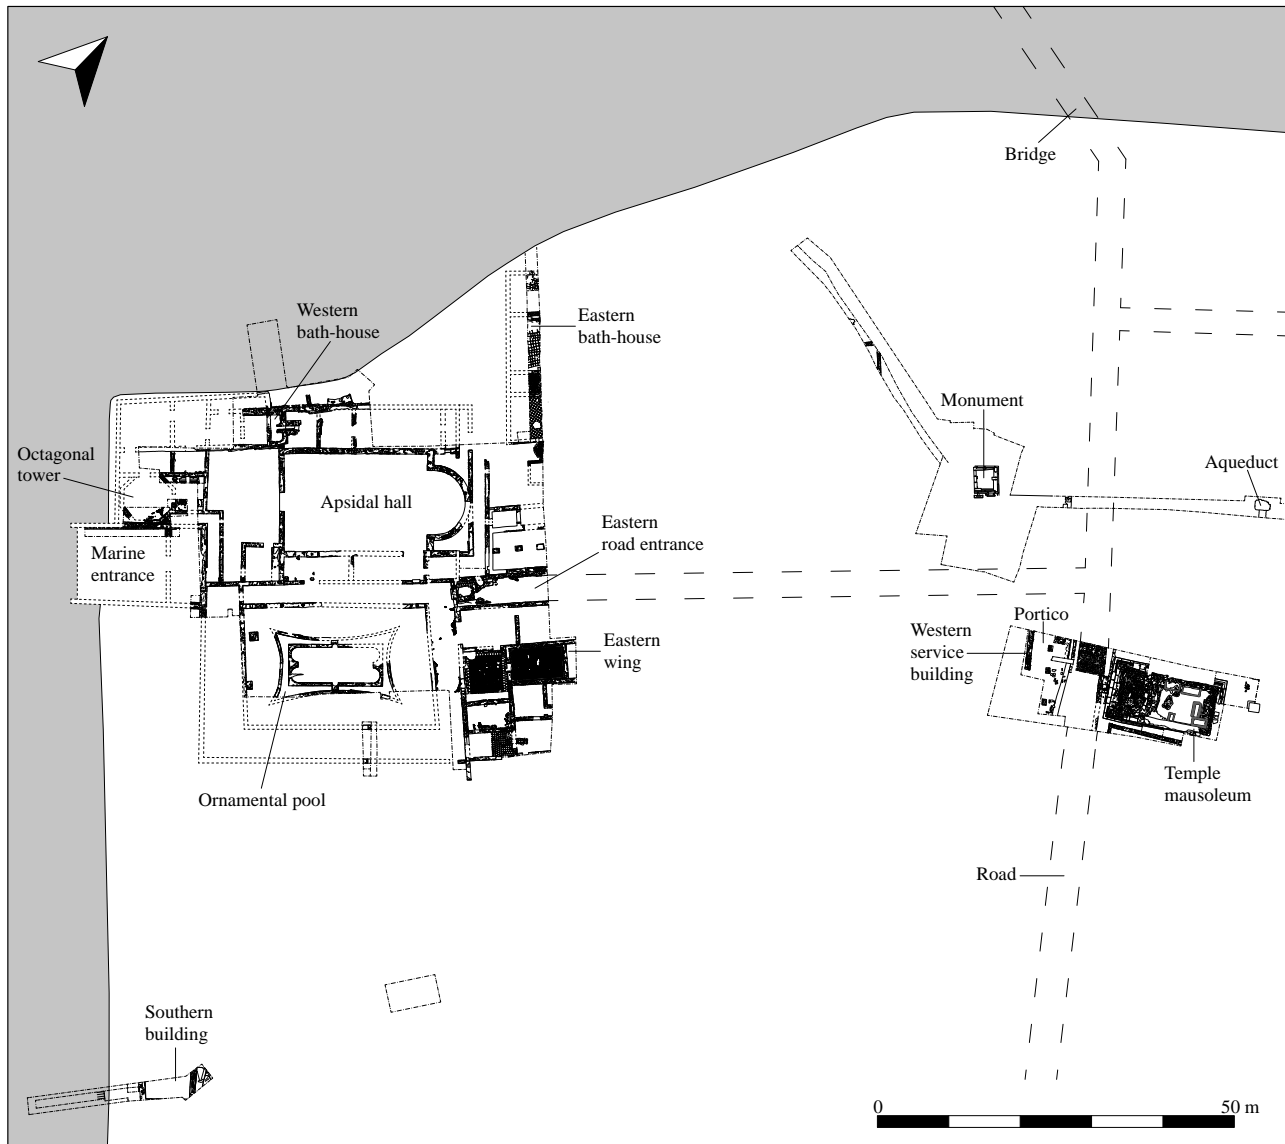 Bridge
Western
bath-house
Eastern
bath-house
Monument
Octagonal
tower
Aqueduct
Apsidal hall
Eastern
road entrance
Marine
entrance
Portico
Western
service
building
Eastern
wing
Temple
mausoleum
Ornamental pool
Road
Southern
building
0
50 m